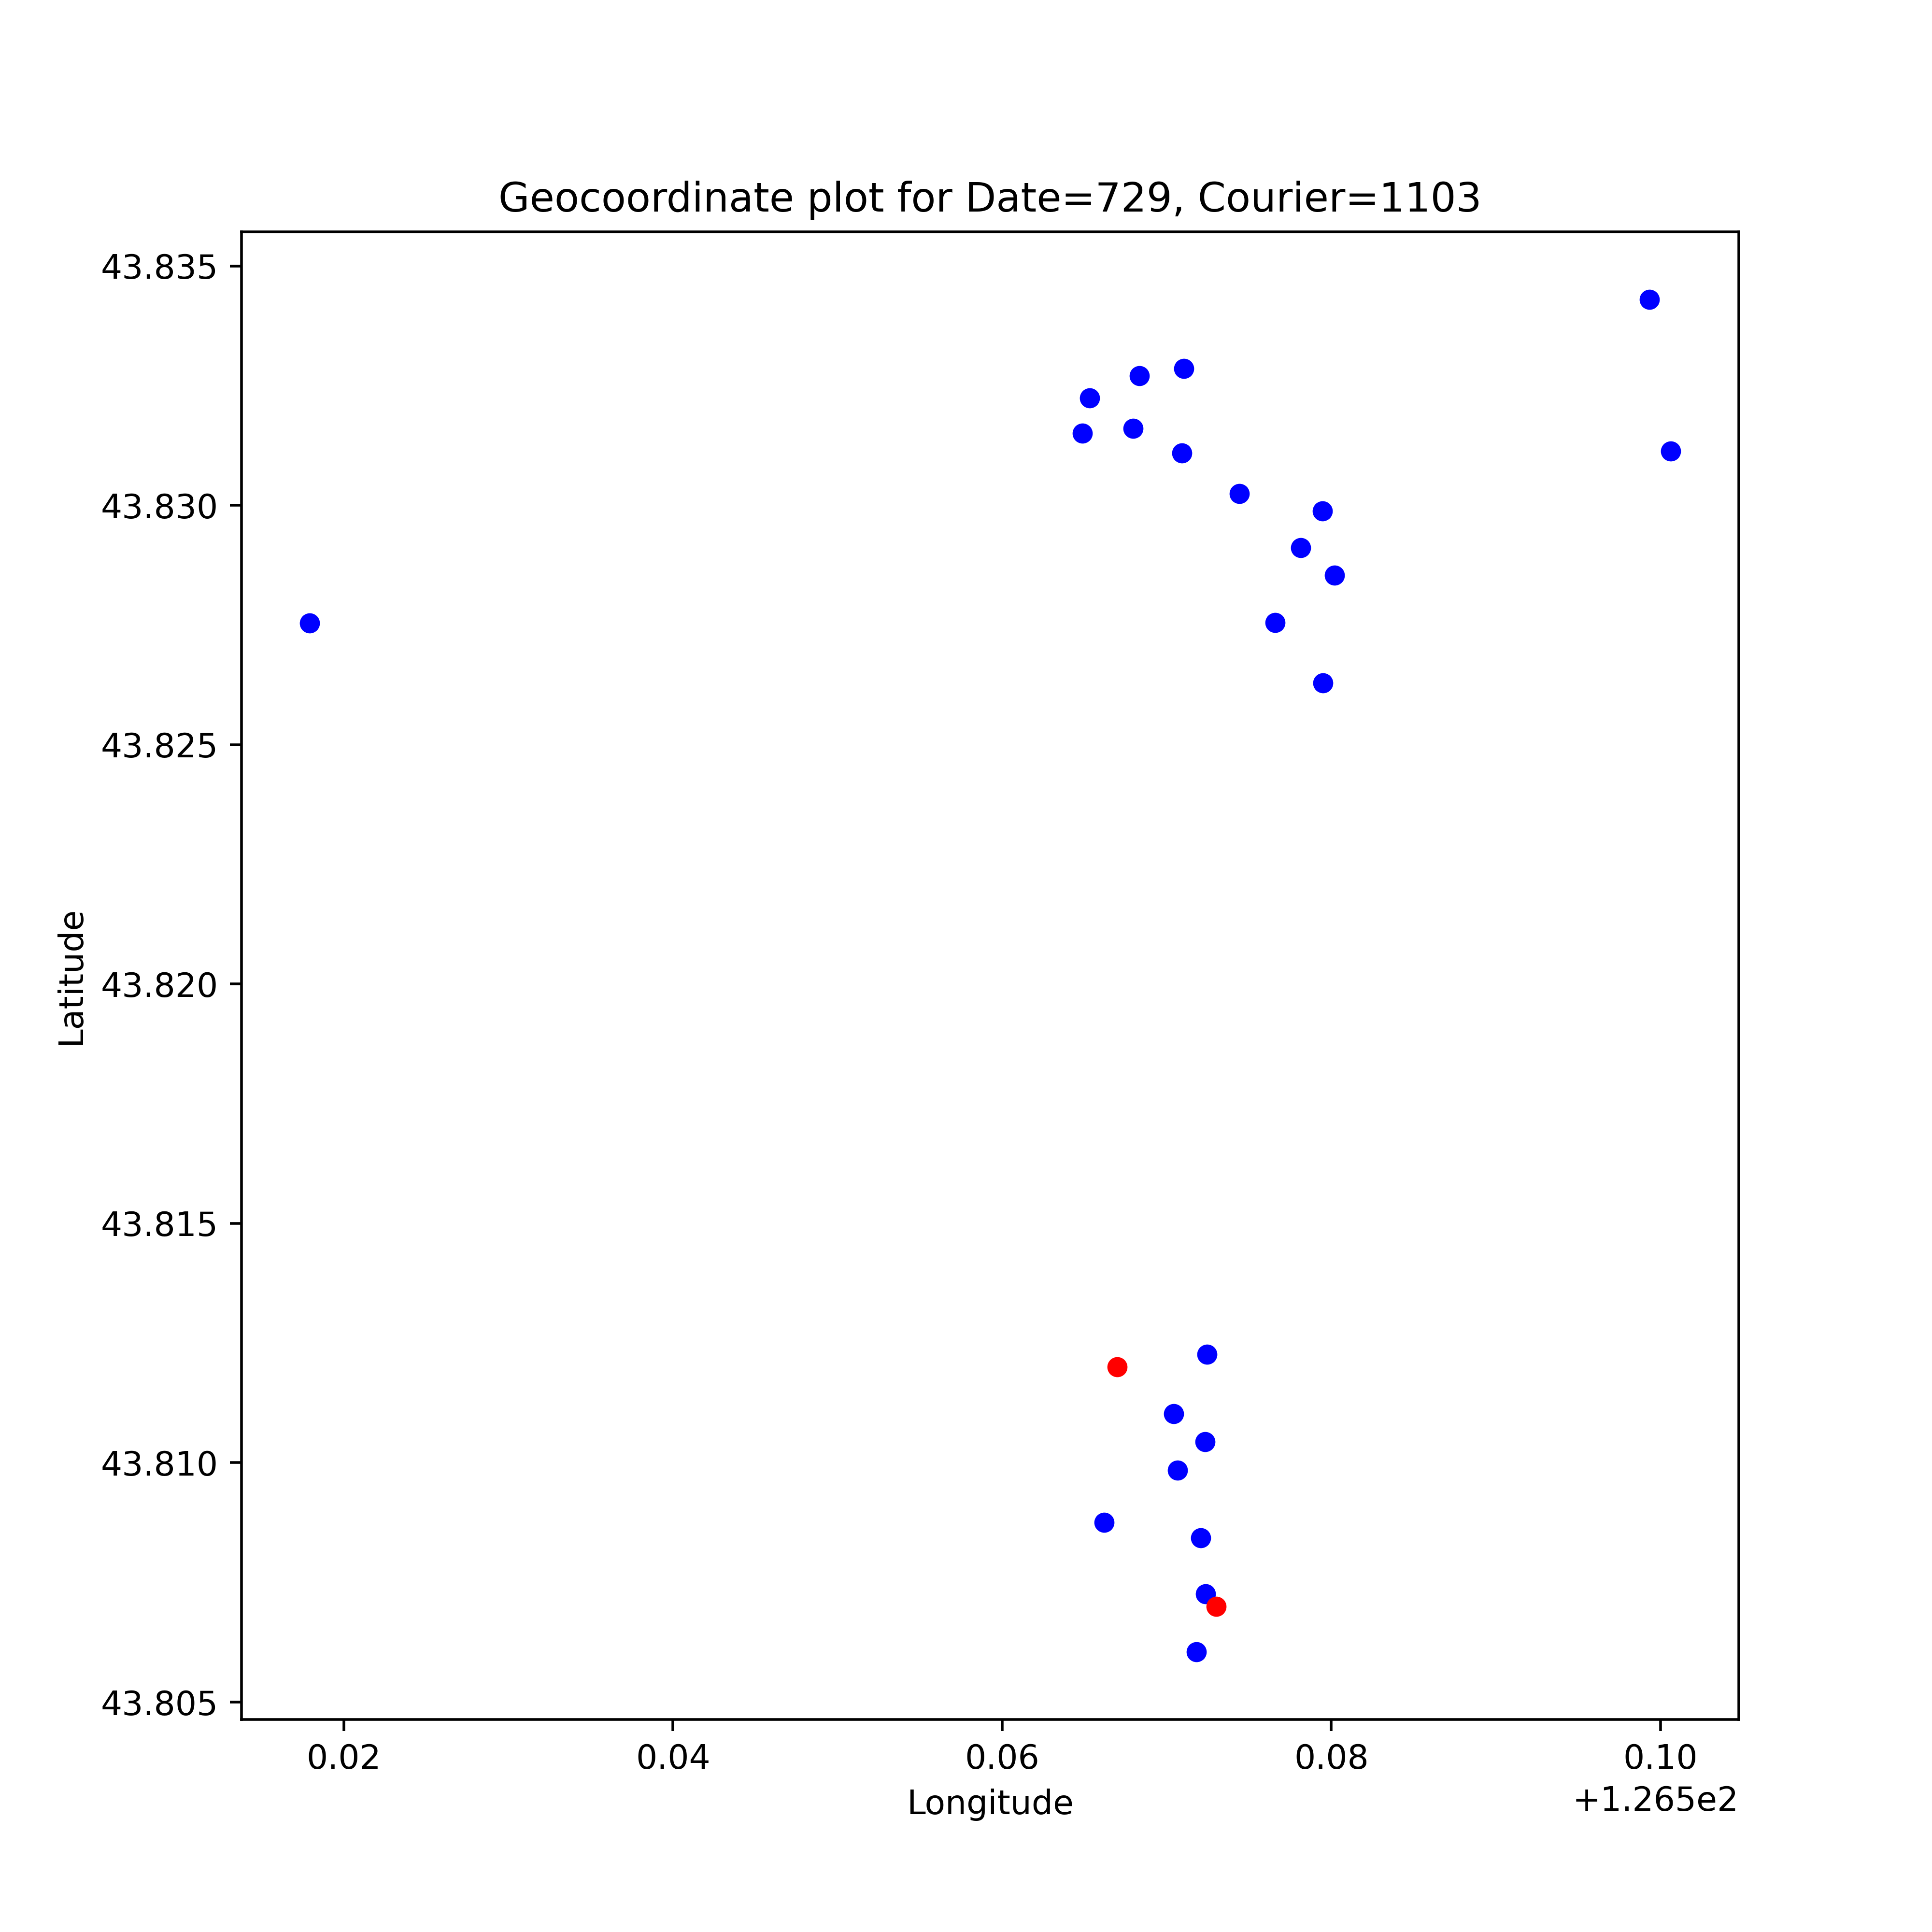 Geocoordinate plot for Date=729, Courier=1103
43.835
43.830
43.825
43.820
43.815
43.810
43.805
Latitude
0.02 0.04 0.06 0.08 0.10
Longitude
+1.265e2